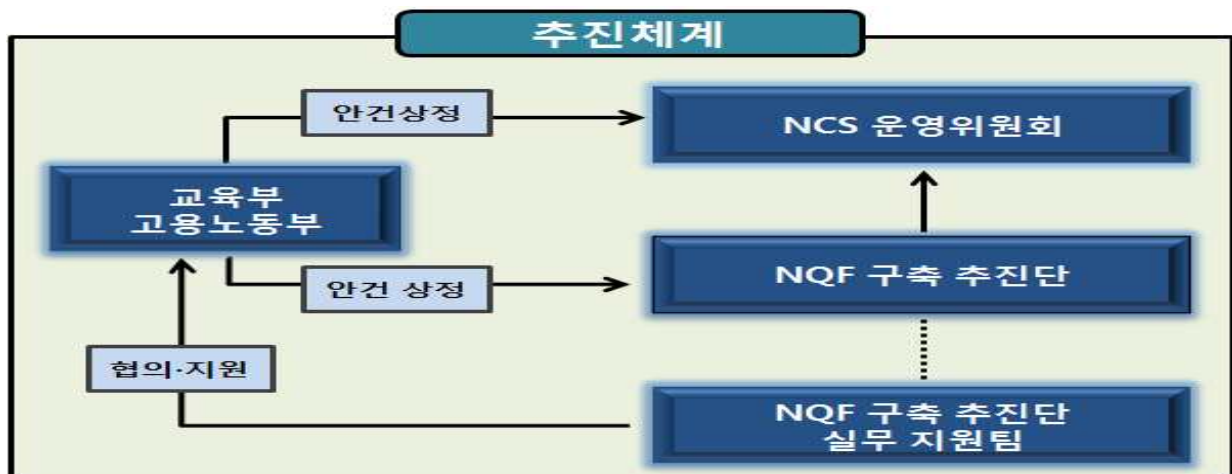 추진체계
안건상정
NCS 운영위원회
교육부
고용노동부
안건 상정
NQF 구축 추진단
협의·지원
NQF 구축 추진단
실무 지원팀